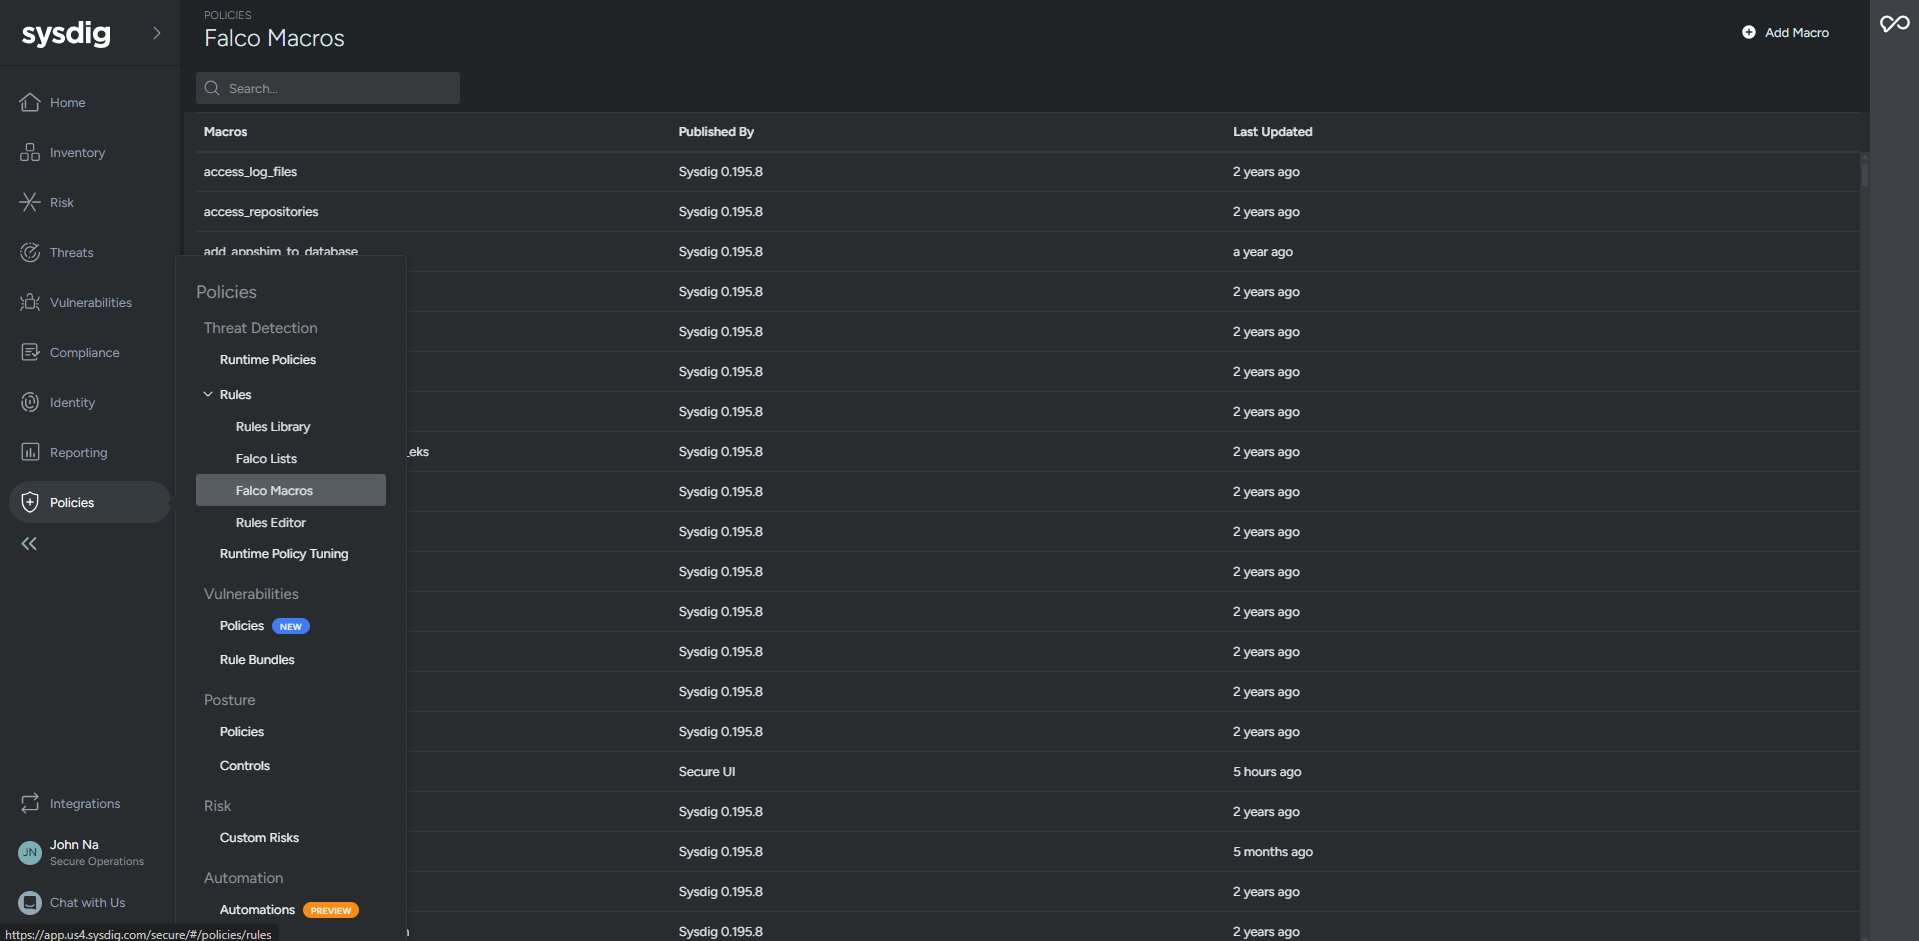 sysdig
Home
Inventory
Risk
Threats
Vulnerabilities
Compliance
Identity
Reporting
Policies
Integrations
JN
John Na
Secure Operations
Chat with Us
https://app.us4.sysdig.com/secure/#/policies/rules
POLICIES
Falco Macros
Add Macro
Search...
Macros Published By Last Updated
access_log_files Sysdig 0.195.8 2 years ago
access_repositories Sysdig 0.195.8 2 years ago
add_appshim_to_database Sysdig 0.195.8 a year ago
Sysdig 0.195.8 2 years ago
Sysdig 0.195.8 2 years ago
Sysdig 0.195.8 2 years ago
Sysdig 0.195.8 2 years ago
_eks Sysdig 0.195.8 2 years ago
Sysdig 0.195.8 2 years ago
Sysdig 0.195.8 2 years ago
Sysdig 0.195.8 2 years ago
Sysdig 0.195.8 2 years ago
Sysdig 0.195.8 2 years ago
Sysdig 0.195.8 2 years ago
Sysdig 0.195.8 2 years ago
Secure UI 5 hours ago
Sysdig 0.195.8 2 years ago
Sysdig 0.195.8 5 months ago
Sysdig 0.195.8 2 years ago
Sysdig 0.195.8 2 years ago
Policies
Threat Detection
Runtime Policies
Rules
Rules Library
Falco Lists
Falco Macros
Rules Editor
Runtime Policy Tuning
Vulnerabilities
Policies NEW
Rule Bundles
Posture
Policies
Controls
Risk
Custom Risks
Automation
Automations PREVIEW